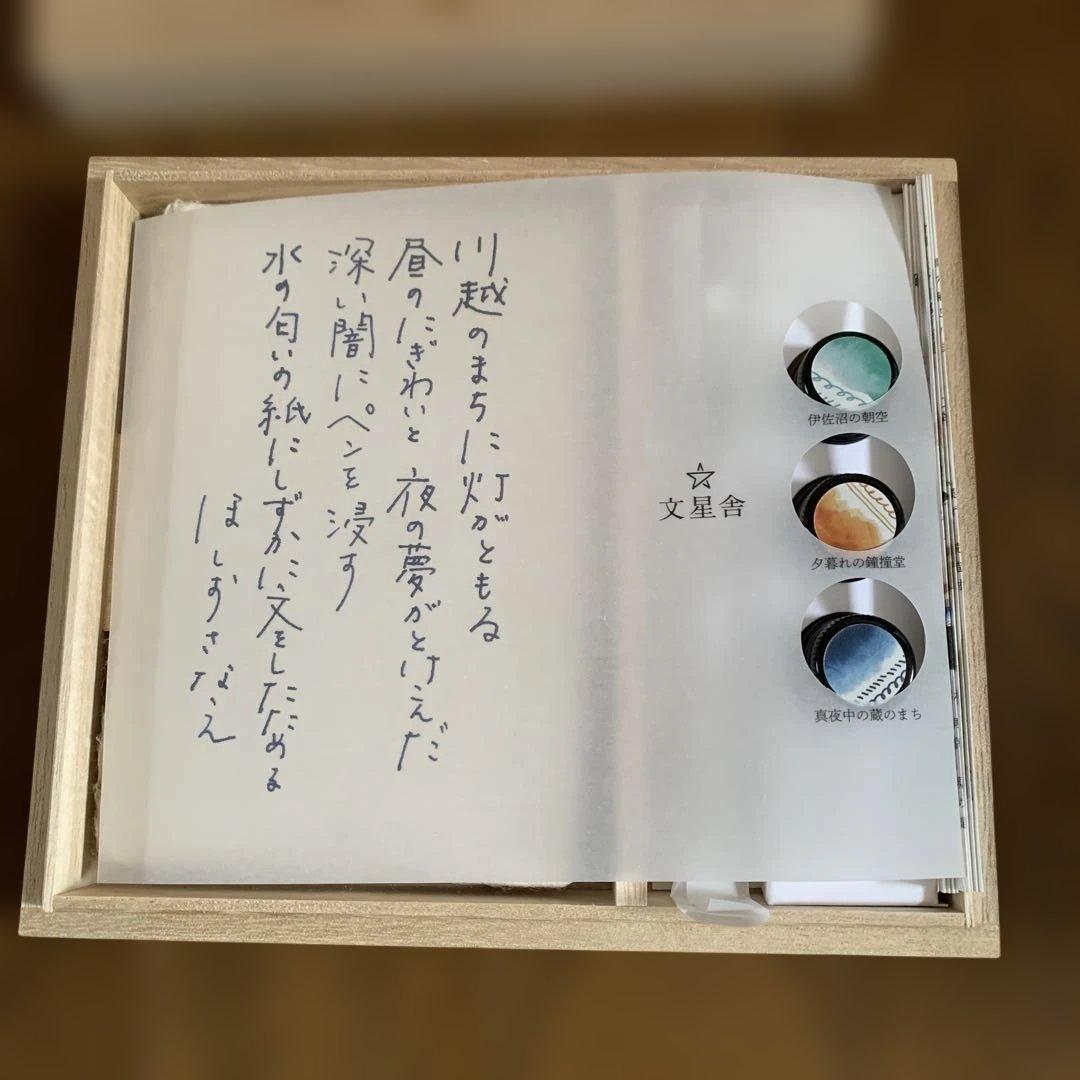 川越のまちに灯がともる
昼のにぎわいと 夜の夢がとけこんだ
深い闇にペンを浸す
水の匂いの紙にしずかに文をしたためる
ほしおさなえ
☆
文星舎
伊佐沼の朝空
夕暮れの鐘撞堂
真夜中の蔵のまち